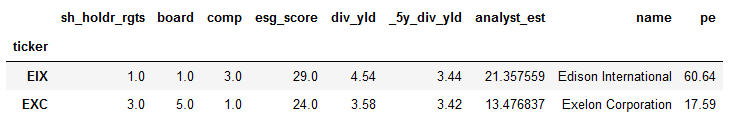 sh_holdr_rgts board comp esg_score div_yld _5y_div_yld analyst_est name pe
ticker
EIX 1.0 1.0 3.0 29.0 4.54 3.44 21.357559 Edison International 60.64
EXC 3.0 5.0 1.0 24.0 3.58 3.42 13.476837 Exelon Corporation 17.59